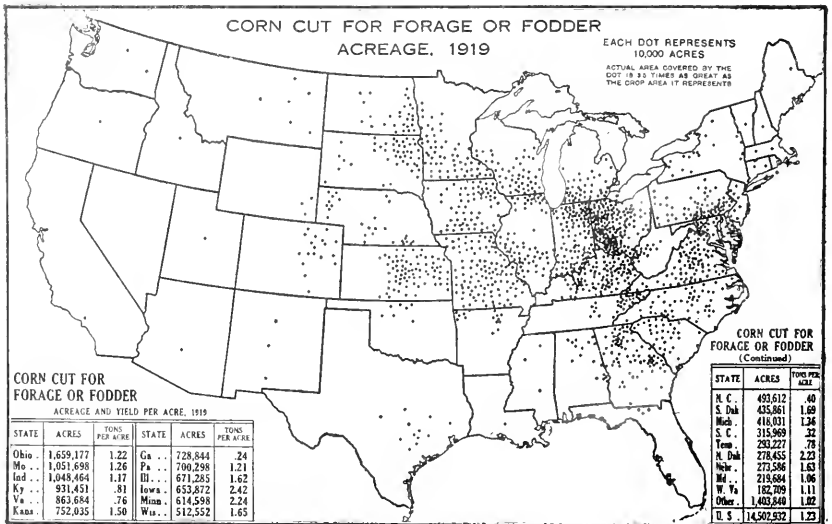 CORN CUT FOR FORAGE OR FODDER
ACREAGE, 1919
EACH DOT REPRESENTS
10,000 ACRES
ACTUAL AREA COVERED BY THE
DOT IS 35 TIMES AS GREAT AS
THE CROP AREA IT REPRESENTS
CORN CUT FOR
FORAGE OR FODDER
ACREAGE AND YIELD PER ACRE, 1919
STATE ACRES TONS PER ACRE STATE ACRES TONS PER ACRE
Ohio . 1,659,177 1.22 Ga . . 728,844 .24
Mo . . 1,051,698 1.26 Pa . . 700,298 1.21
Ind . . 1,048,464 1.17 Ill. . . 671,285 1.62
Ky . . 931,451 .81 Iowa . . 653,872 2.42
Va . . 863,684 .76 Minn . 614,598 2.24
Kans . 752,035 1.50 Wis . . 512,552 1.65
CORN CUT FOR
FORAGE OR FODDER
(Continued)
STATE ACRES TONS PER ACRE
N. C . 493,612 .40
S. Dak 435,861 1.69
Mich . 418,031 1.36
S. C . 315,969 .32
Tenn . 293,227 .78
N. Dak 278,455 2.23
Nebr . 273,586 1.63
Md . . 219,684 1.06
W. Va 182,709 1.11
Other . 1,403,840 1.02
U. S . 14,502,932 1.23